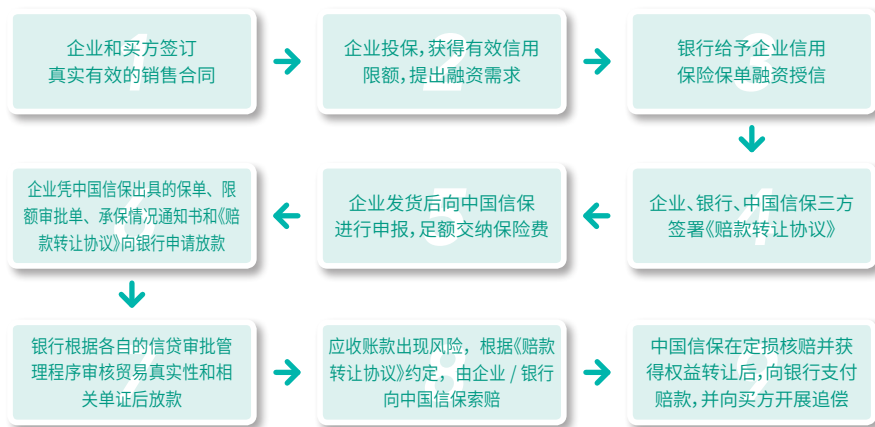 1
企业和买方签订
真实有效的销售合同
2
企业投保，获得有效信用
限额，提出融资需求
3
银行给予企业信用
保险保单融资授信
4
企业、银行、中国信保三方
签署《赔款转让协议》
5
企业发货后向中国信保
进行申报，足额交纳保险费
6
企业凭中国信保出具的保单、限
额审批单、承保情况通知书和《赔
款转让协议》向银行申请放款
7
银行根据各自的信贷审批管
理程序审核贸易真实性和相
关单证后放款
8
应收账款出现风险，根据《赔款
转让协议》约定，由企业 / 银行
向中国信保索赔
9
中国信保在定损核赔并获
得权益转让后，向银行支付
赔款，并向买方开展追偿